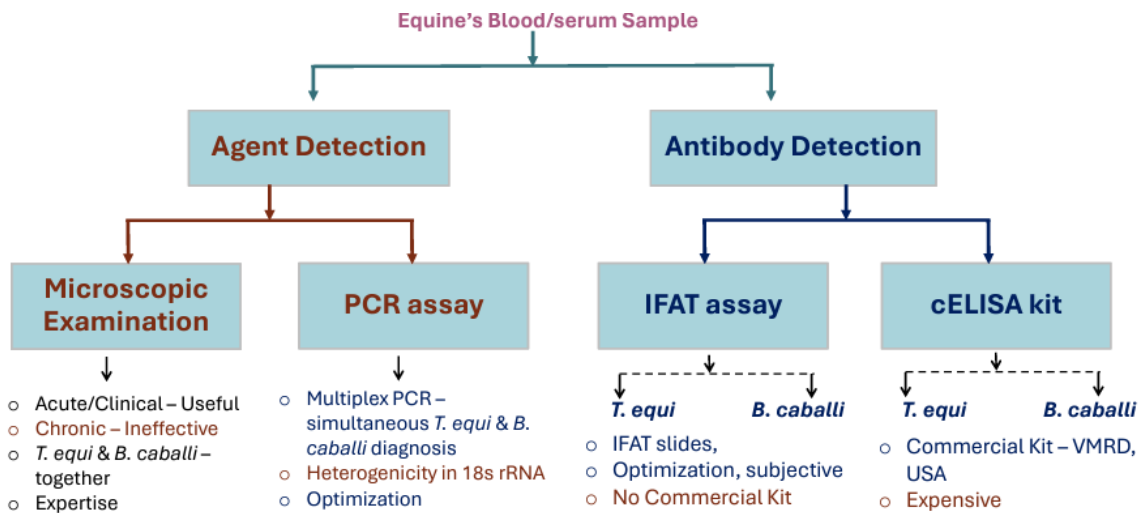 Equine's Blood/serum Sample
Agent Detection
Antibody Detection
Microscopic
Examination
PCR assay
IFAT assay
cELISA kit
o Acute/Clinical – Useful
o Chronic – Ineffective
o T. equi & B. caballi –
together
o Expertise
o Multiplex PCR –
simultaneous T. equi & B.
caballi diagnosis
o Heterogenicity in 18s rRNA
o Optimization
T. equi
B. caballi
o IFAT slides,
o Optimization, subjective
o No Commercial Kit
T. equi
B. caballi
o Commercial Kit – VMRD,
USA
o Expensive